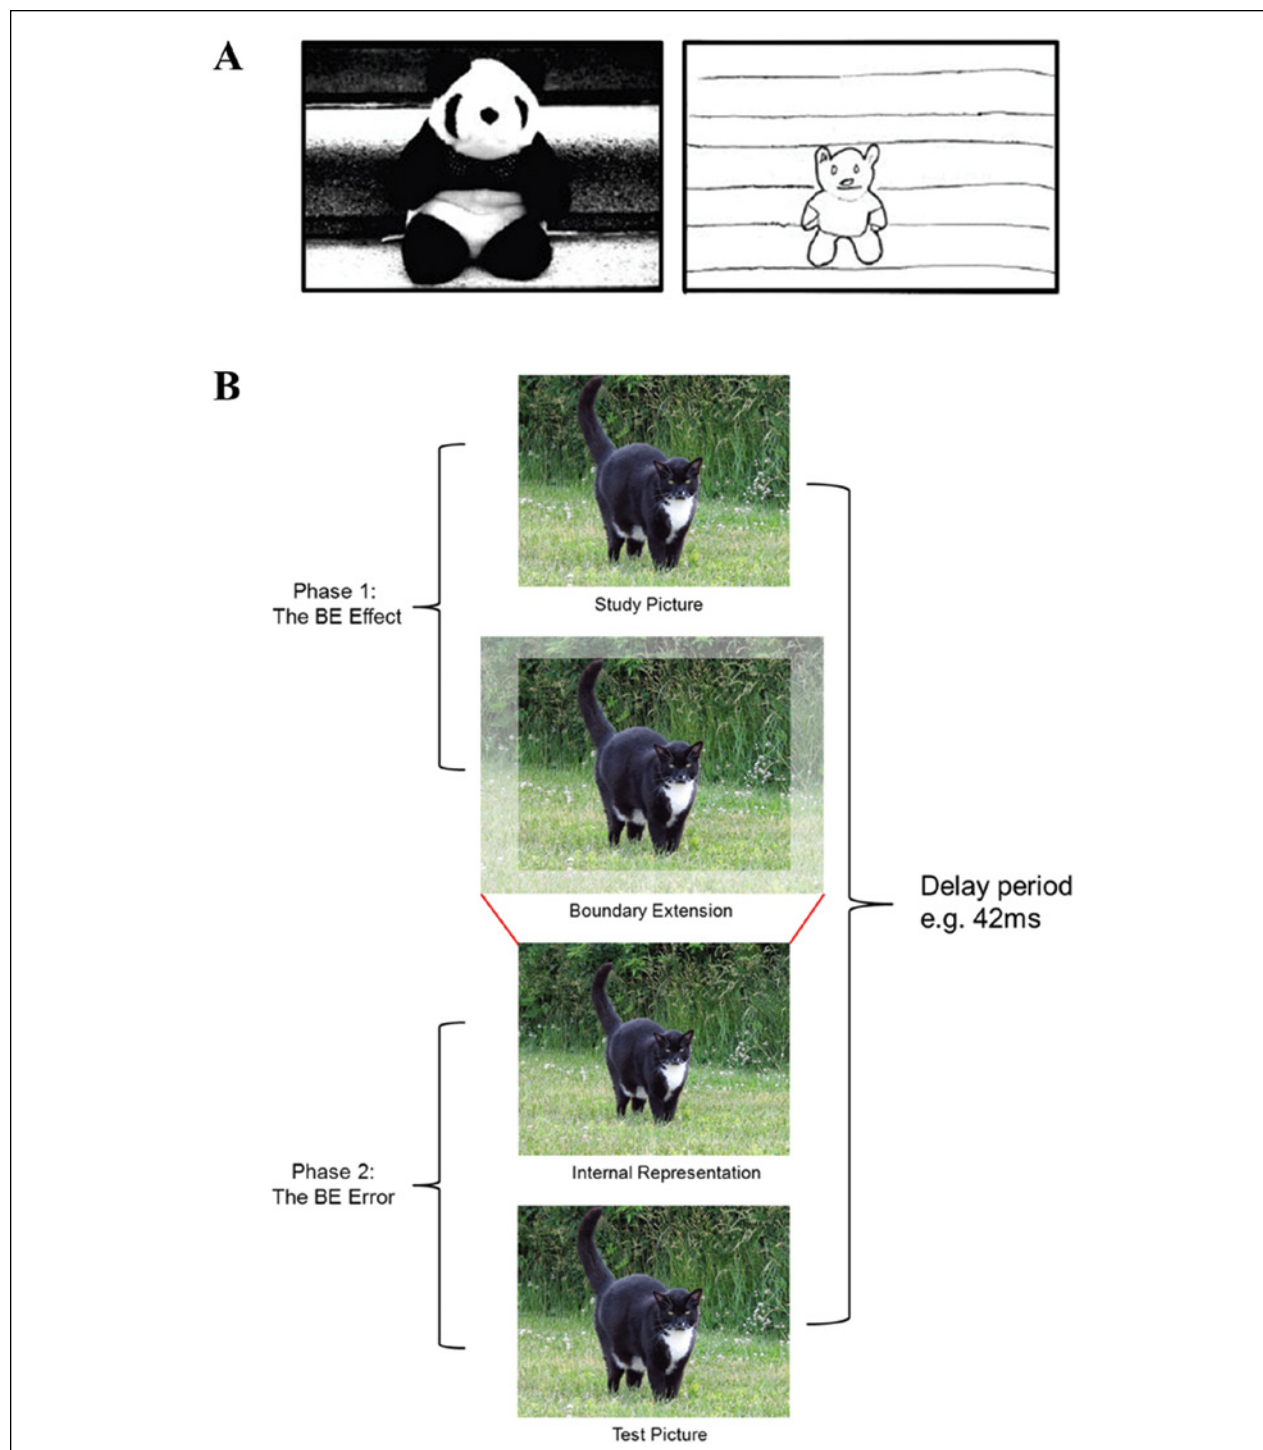 A
B
Phase 1:
The BE Effect
Study Picture
Boundary Extension
Delay period
e.g. 42ms
Phase 2:
The BE Error
Internal Representation
Test Picture